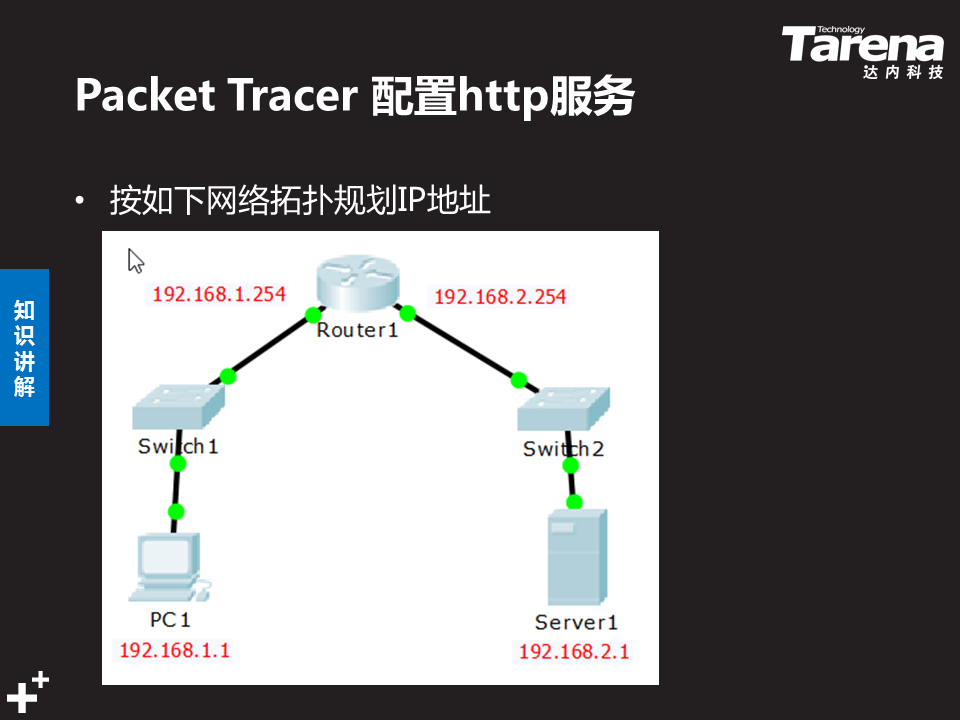 Technology
Tarena
达内科技
Packet Tracer 配置http服务
• 按如下网络拓扑规划IP地址
知识讲解
192.168.1.254
192.168.2.254
Router1
Switch1
Switch2
PC1
Server1
192.168.1.1
192.168.2.1